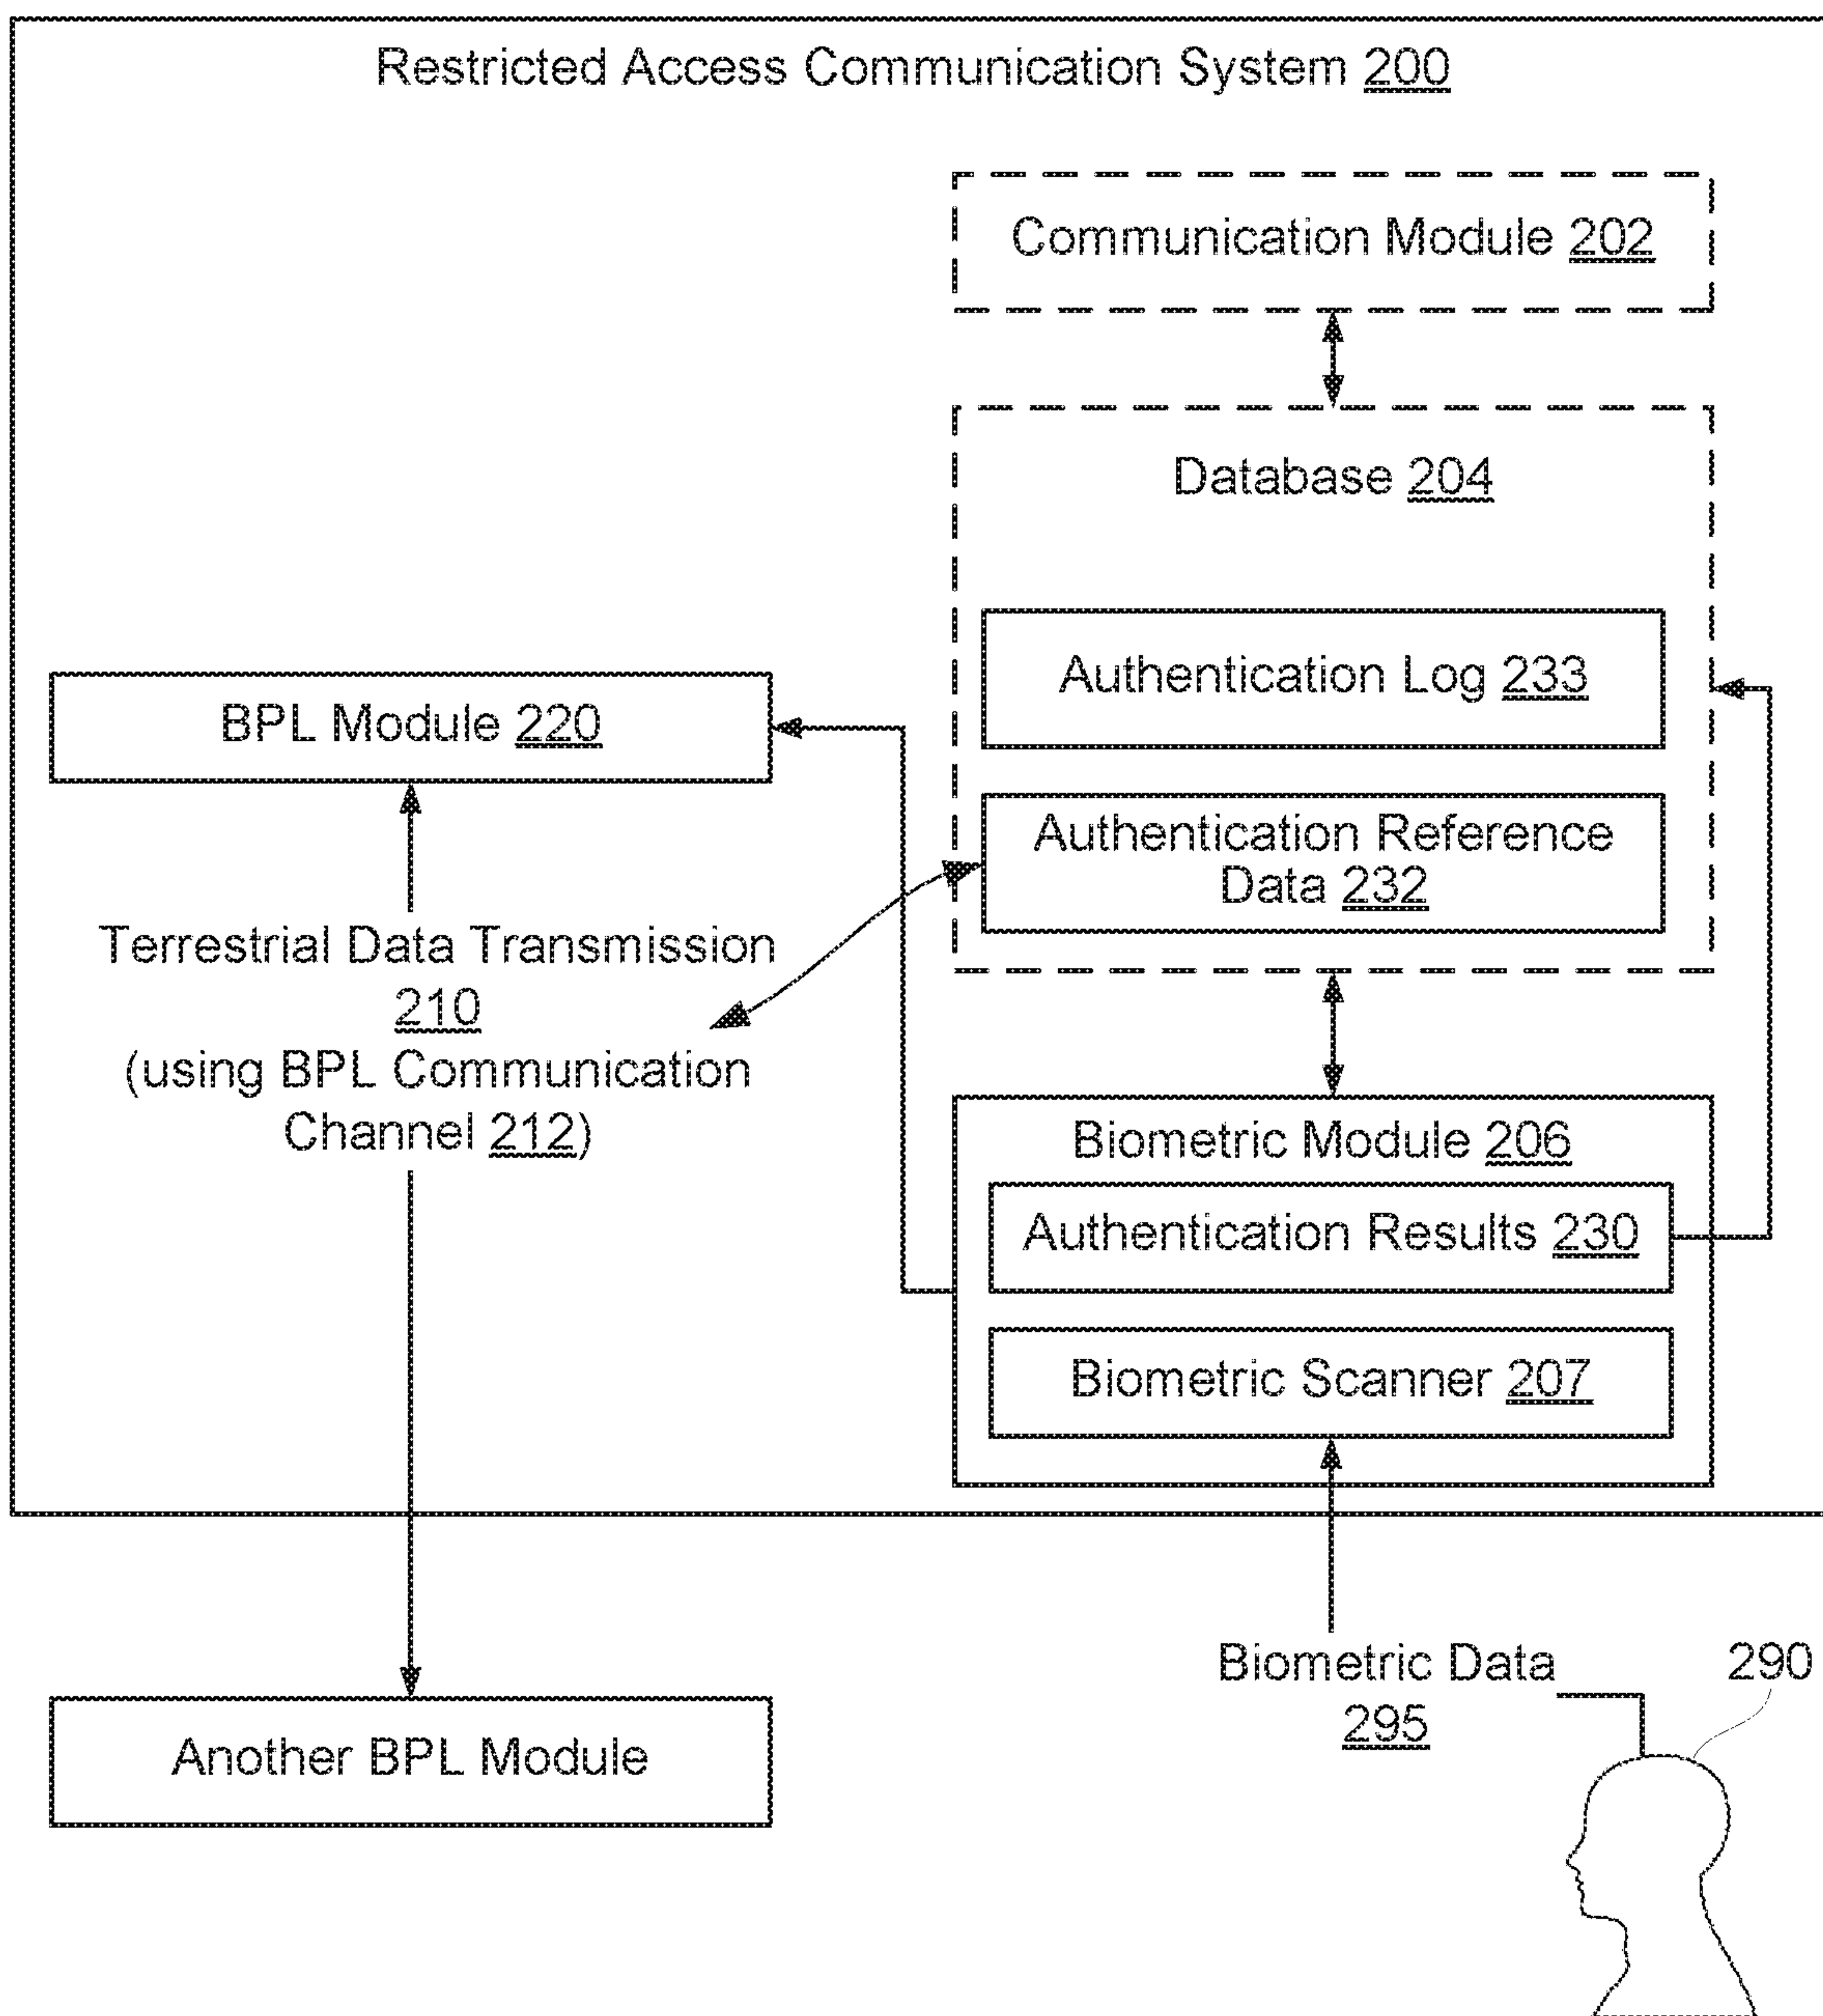 Restricted Access Communication System 200
Communication Module 202
Database 204
Authentication Log 233
BPL Module 220
Authentication Reference
Data 232
Terrestrial Data Transmission
210
(using BPL Communication
Channel 212)
Biometric Module 206
Authentication Results 230
Biometric Scanner 207
Biometric Data
295
290
Another BPL Module